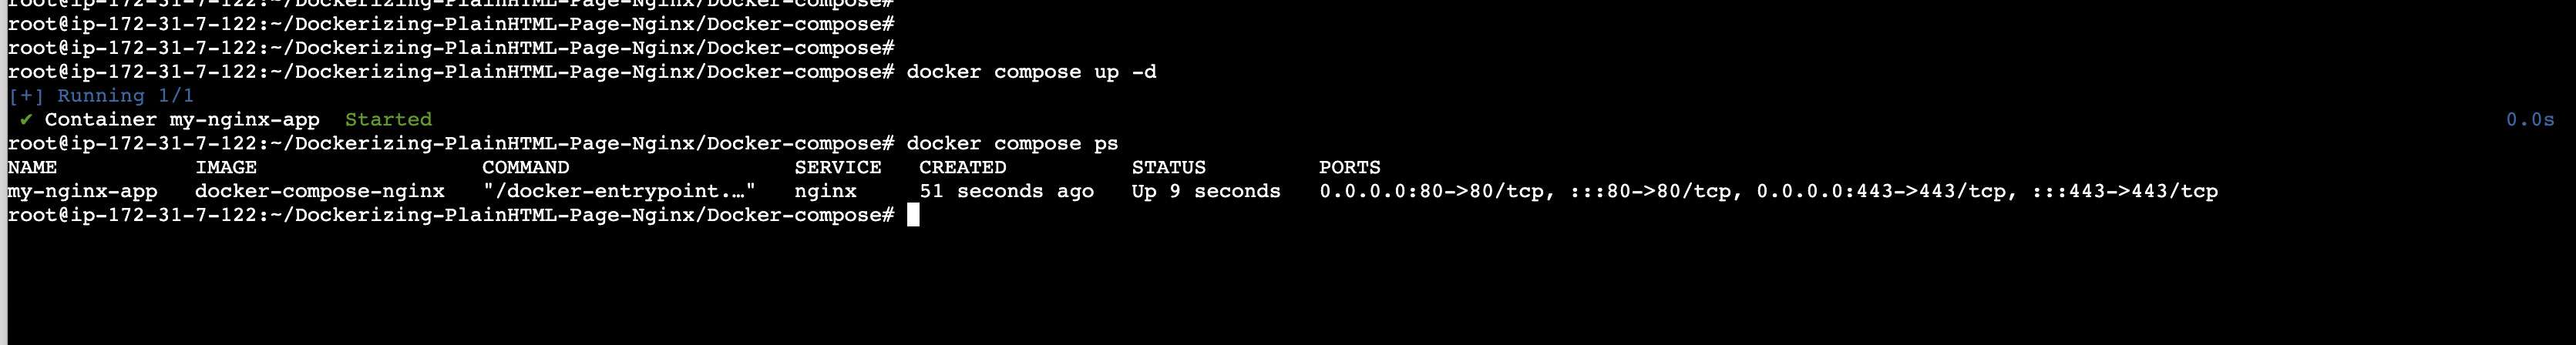 root@ip-172-31-7-122:~/Dockerizing-PlainHTML-Page-Nginx/Docker-compose#
root@ip-172-31-7-122:~/Dockerizing-PlainHTML-Page-Nginx/Docker-compose#
root@ip-172-31-7-122:~/Dockerizing-PlainHTML-Page-Nginx/Docker-compose#
root@ip-172-31-7-122:~/Dockerizing-PlainHTML-Page-Nginx/Docker-compose# docker compose up -d
[+] Running 1/1
✔ Container my-nginx-app  Started 0.0s
root@ip-172-31-7-122:~/Dockerizing-PlainHTML-Page-Nginx/Docker-compose# docker compose ps
NAME           IMAGE                  COMMAND                  SERVICE   CREATED          STATUS         PORTS
my-nginx-app   docker-compose-nginx   "/docker-entrypoint.…"   nginx     51 seconds ago   Up 9 seconds   0.0.0.0:80->80/tcp, :::80->80/tcp, 0.0.0.0:443->443/tcp, :::443->443/tcp
root@ip-172-31-7-122:~/Dockerizing-PlainHTML-Page-Nginx/Docker-compose#